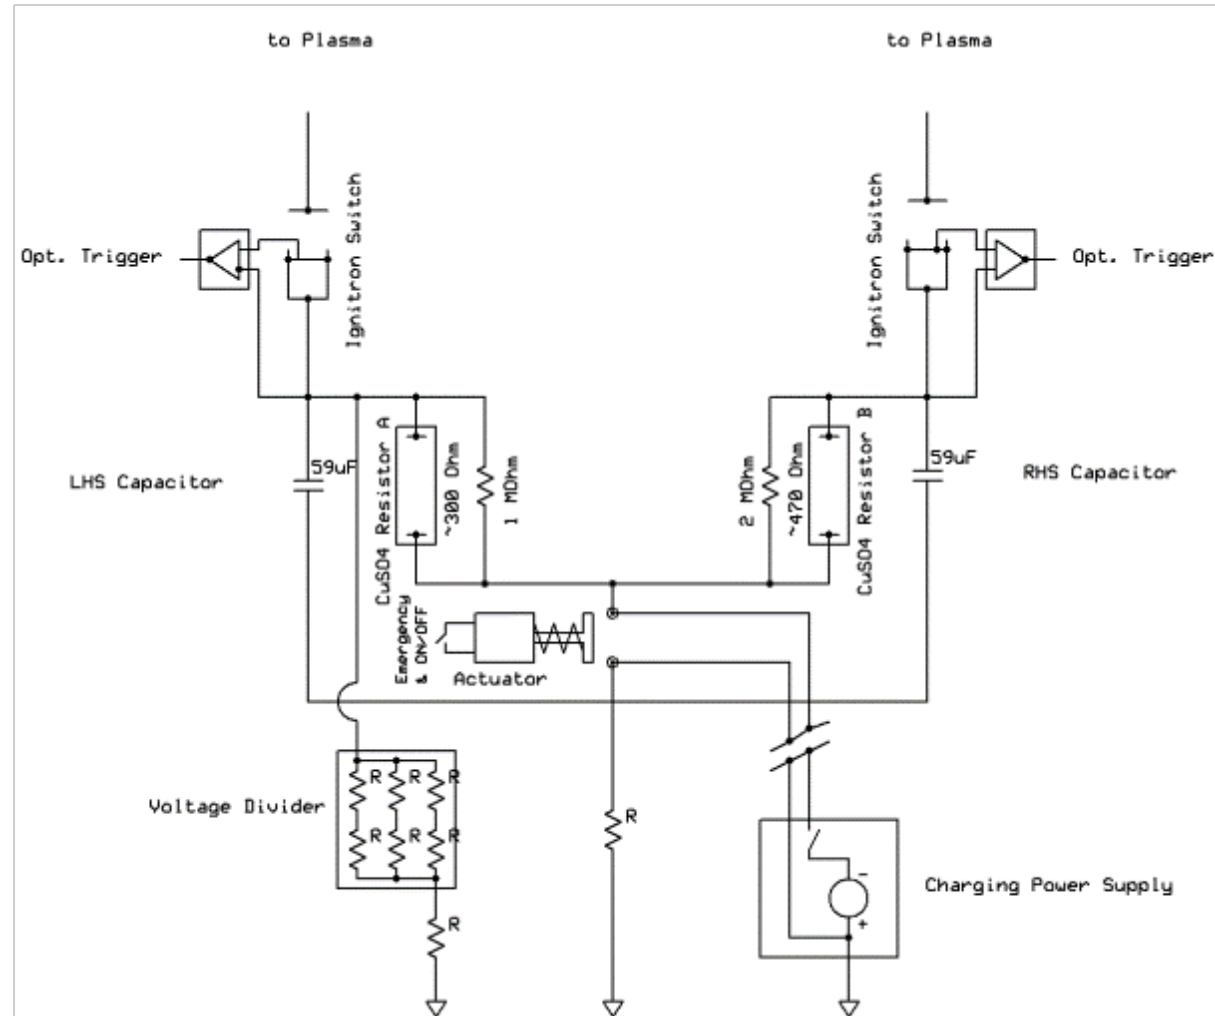 to Plasma
to Plasma
Ignitron Switch
Ignitron Switch
Opt. Trigger
Opt. Trigger
LHS Capacitor
59uF
CuSO4 Resistor A
~300 Ohm
1 MOhm
2 MOhm
~470 Ohm
CuSO4 Resistor B
59uF
RHS Capacitor
Emergency
& ON/OFF
Actuator
Voltage Divider
R
R
R
R
R
R
R
R
-
+
Charging Power Supply